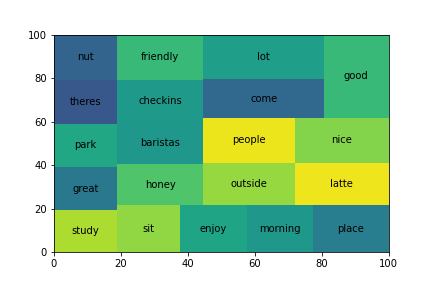 100
nut friendly lot
good
80
theres checkins come
60
park baristas people nice
40
great honey outside latte
20
study sit enjoy morning place
0
0 20 40 60 80 100